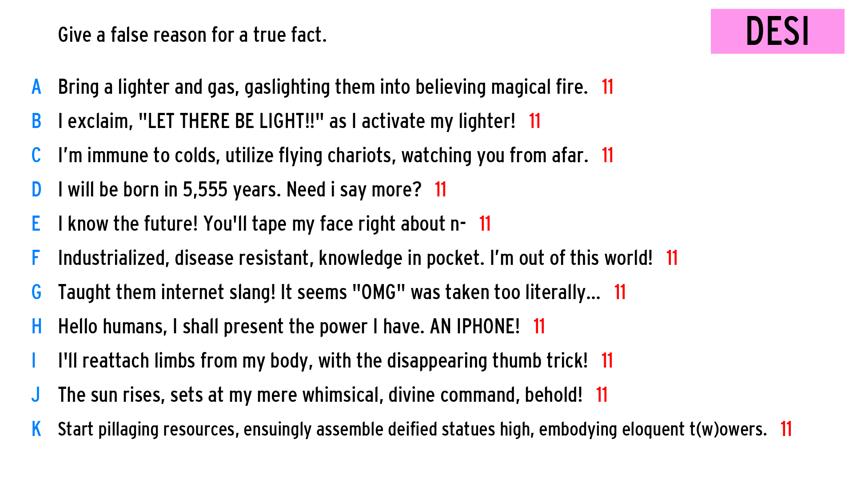 Give a false reason for a true fact.
DESI
A Bring a lighter and gas, gaslighting them into believing magical fire. 11
B I exclaim, "LET THERE BE LIGHT!!" as I activate my lighter! 11
C I'm immune to colds, utilize flying chariots, watching you from afar. 11
D I will be born in 5,555 years. Need i say more? 11
E I know the future! You'll tape my face right about n- 11
F Industrialized, disease resistant, knowledge in pocket. I'm out of this world! 11
G Taught them internet slang! It seems "OMG" was taken too literally... 11
H Hello humans, I shall present the power I have. AN IPHONE! 11
I I'll reattach limbs from my body, with the disappearing thumb trick! 11
J The sun rises, sets at my mere whimsical, divine command, behold! 11
K Start pillaging resources, ensuingly assemble deified statues high, embodying eloquent t(w)owers. 11